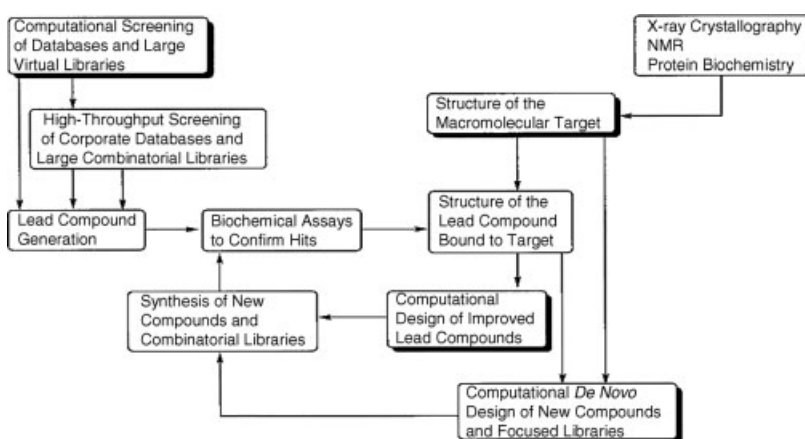 Computational Screening
of Databases and Large
Virtual Libraries
X-ray Crystallography
NMR
Protein Biochemistry
High-Throughput Screening
of Corporate Databases and
Large Combinatorial Libraries
Structure of the
Macromolecular Target
Lead Compound
Generation
Biochemical Assays
to Confirm Hits
Structure of the
Lead Compound
Bound to Target
Synthesis of New
Compounds and
Combinatorial Libraries
Computational
Design of Improved
Lead Compounds
Computational De Novo
Design of New Compounds
and Focused Libraries